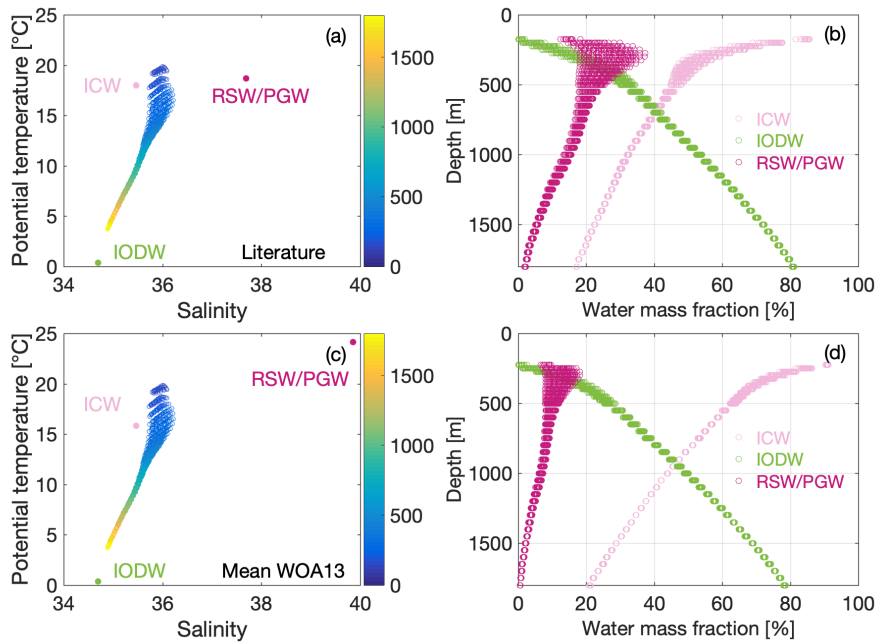 25
20
15
10
5
0
Potential temperature [°C]
(a)
ICW
RSW/PGW
IODW
Literature
34
36
38
40
Salinity
1500
1000
500
0
0
500
1000
1500
Depth [m]
(b)
ICW
IODW
RSW/PGW
0
20
40
60
80
100
Water mass fraction [%]
25
20
15
10
5
0
Potential temperature [°C]
(c)
RSW/PGW
ICW
IODW
Mean WOA13
34
36
38
40
Salinity
1500
1000
500
0
0
500
1000
1500
Depth [m]
(d)
ICW
IODW
RSW/PGW
0
20
40
60
80
100
Water mass fraction [%]